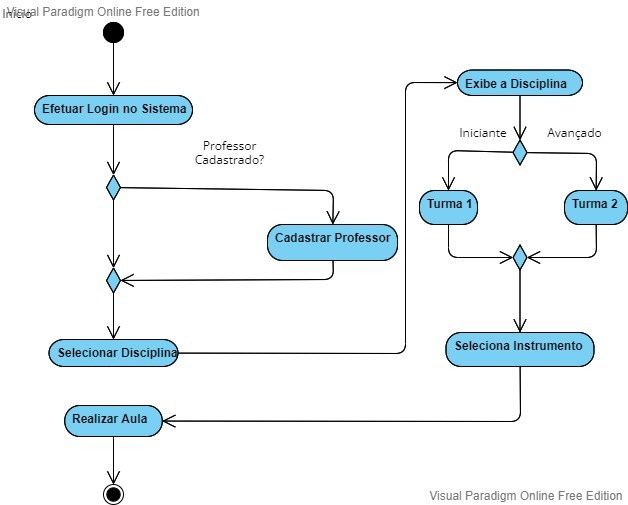 Visual Paradigm Online Free Edition
Início
Efetuar Login no Sistema
Professor
Cadastrado?
Cadastrar Professor
Selecionar Disciplina
Exibe a Disciplina
Iniciante
Avançado
Turma 1
Turma 2
Seleciona Instrumento
Realizar Aula
Visual Paradigm Online Free Edition